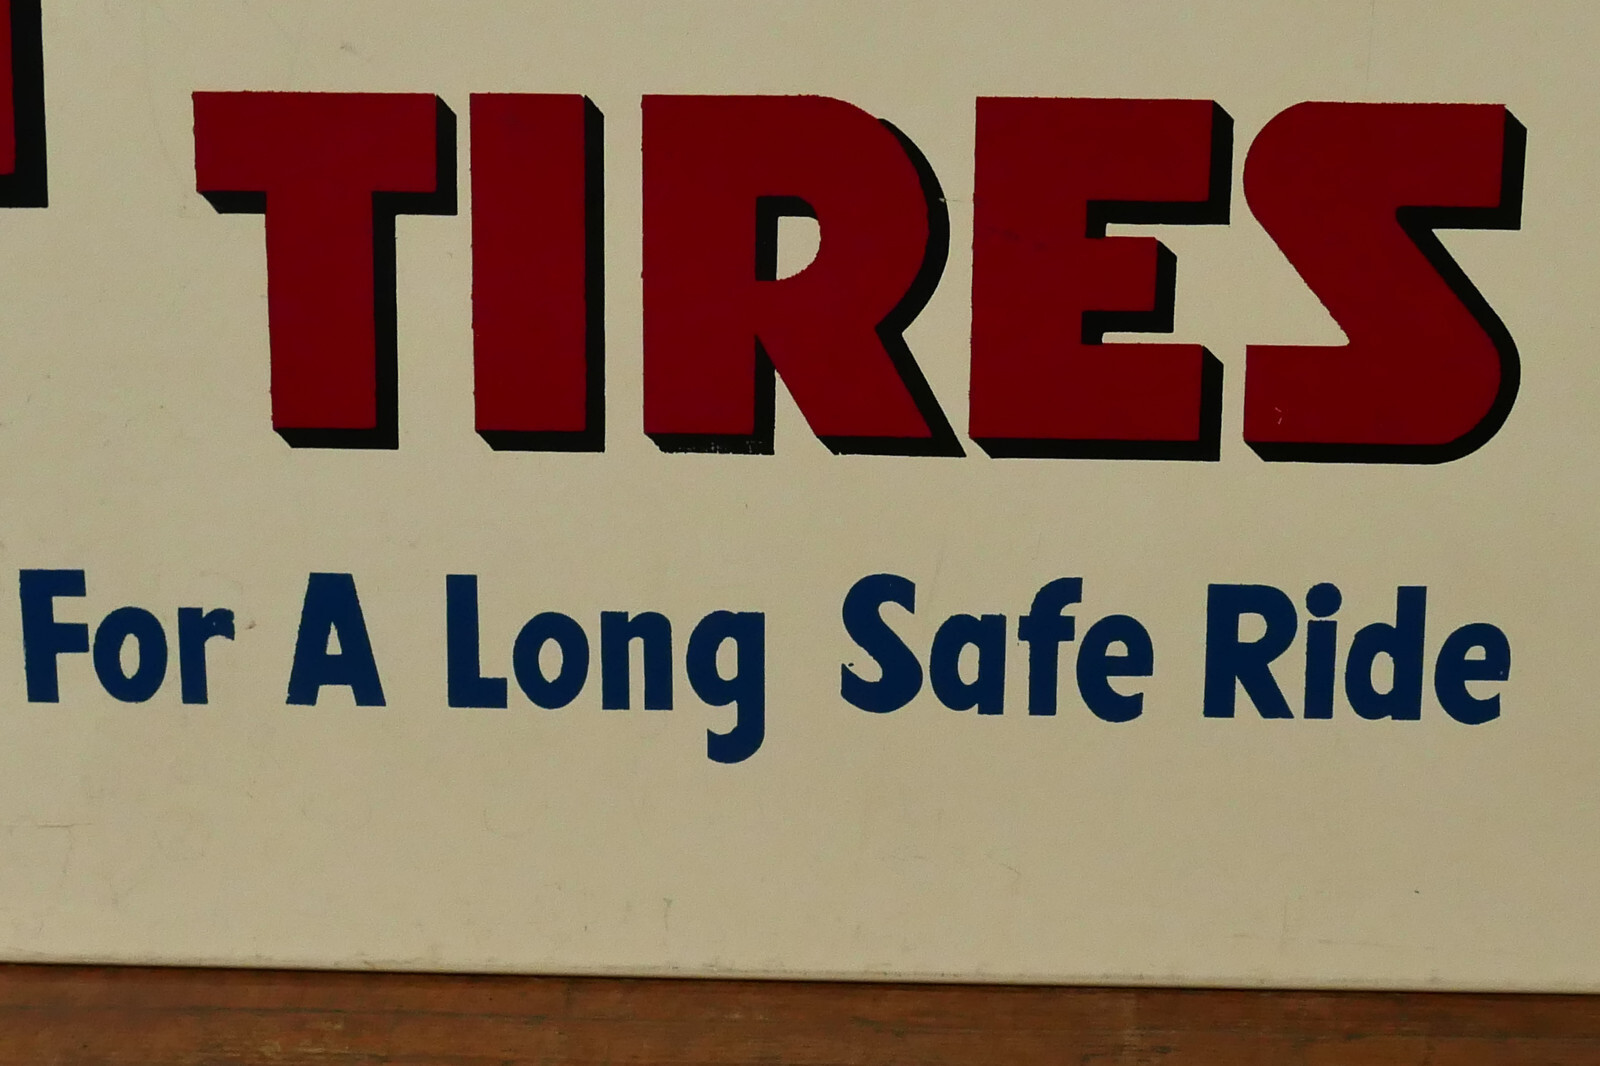 TIRES
For A Long Safe Ride